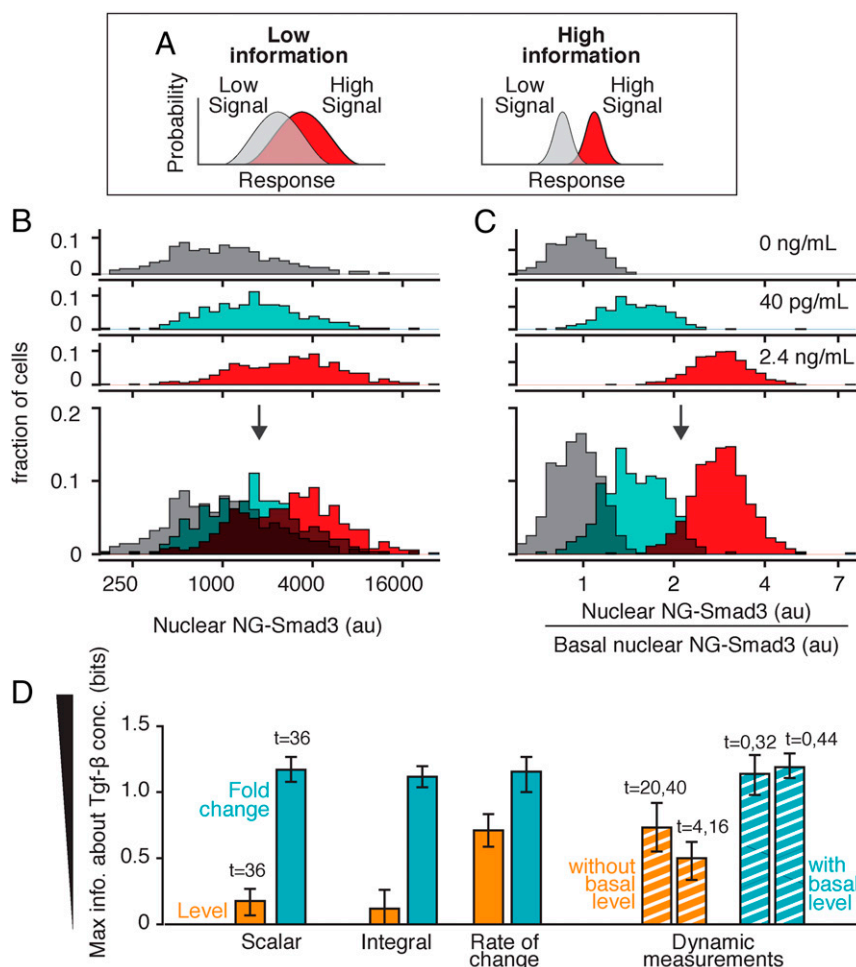 A
Low
information
High
information
Probability
Low
Signal
High
Signal
Low
Signal
High
Signal
Response
Response
B
C
fraction of cells
0.1
0
0.1
0
0.1
0
0.2
0.1
0
0 ng/mL
40 pg/mL
2.4 ng/mL
250 1000 4000 16000
1 2 4 7
Nuclear NG-Smad3 (au)
Nuclear NG-Smad3 (au)
Basal nuclear NG-Smad3 (au)
D
Max info. about Tgf-β conc. (bits)
1.5
1.0
0.5
0
t=36
Fold
change
t=36
Level
t=20,40
t=4,16
t=0,32
t=0,44
without
basal
level
with
basal
level
Scalar
Integral
Rate of
change
Dynamic
measurements